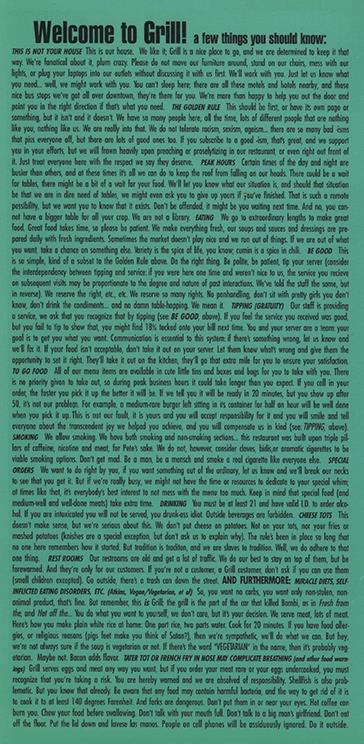 Welcome to Grill! a few things you should know:
THIS IS NOT YOUR HOUSE This is our house. We like it; Grill is a nice place to go, and we are determined to keep it that
way. We're fanatical about it, plum crazy. Please do not move our furniture around, stand on our chairs, mess with our
lights, or plug your laptops into our outlets without discussing it with us first. We'll work with you. Just let us know what
you need... well, we might work with you. You can't sleep here; there are all these motels and hotels nearby, and these
nice bus stops we've got all over downtown, they're there for you. We're more than happy to help you out the door and
point you in the right direction if that's what you need. THE GOLDEN RULE This should be first, or have its own page or
something, but it isn't and it doesn't. We have so many people here, all the time, lots of different people that are nothing
like you, nothing like us. We are really into that. We do not tolerate racism, sexism, ageism... there are so many bad -isms
that piss everyone off, but there are lots of good ones too. If you subscribe to a good -ism, that's great, and we support
you in your efforts, but we will frown heavily upon preaching or proselytizing in our restaurant, or even right out front of
it. Just treat everyone here with the respect we say they deserve. PEAK HOURS Certain times of the day and night are
busier than others, and at these times it's all we can do to keep the roof from falling on our heads. There could be a wait
for tables, there might be a bit of a wait for your food. We'll let you know what our situation is, and should that situation
be that we are in dire need of tables, we might even ask you to give up yours if you're finished. That is such a remote
possibility, but we want you to know that it exists. Don't be offended, it might be you waiting next time. And no, you can-
not have a bigger table for all your crap. We are not a library. EATING We go to extraordinary lengths to make great
food. Great food takes time, so please be patient. We make everything fresh, our soups and sauces and dressings are pre-
pared daily with fresh ingredients. Sometimes the market doesn't play nice and we run out of things. If we are out of what
you want, take a chance on something else. Variety is the spice of life, you know; cumin is a spice in chili. BE GOOD This
is so simple, kind of a subset to the Golden Rule above. Do the right thing. Be polite, be patient, tip your server (consider
the interdependency between tipping and service: if you were here one time and weren't nice to us, the service you recieve
on subsequent visits may be proportionate to the degree and nature of past interactions. We've told the staff the same, but
in reverse). We reserve the right, etc., etc. We reserve so many rights. No panhandling, don't sit with pretty girls you don't
know, don't drink the condiments... and no damn table-hopping. We mean it. TIPPING (GRATUITY) Our staff is providing
a service, we ask that you recognize that by tipping (see BE GOOD, above). If you feel the service you received was good,
but you fail to tip to show that, you might find 18% tacked onto your bill next time. You and your server are a team: your
goal is to get you what you want. Communication is essential to this system: if there's something wrong, let us know and
we'll fix it. If your food isn't acceptable, don't take it out on your server. Let them know what's wrong and give them the
opportunity to set it right. They'll take it out on the kitchen, they'll go that extra mile for you to ensure your satisfaction.
TO GO FOOD All of our menu items are available in cute little tins and boxes and bags for you to take with you. There
is no priority given to take out, so during peak business hours it could take longer than you expect. If you call in your
order, the faster you pick it up the better it will be. If we tell you it will be ready in 20 minutes, but you show up after
50, it's not our problem. For example, a medium-rare burger left sitting in its container for half an hour will be well done
when you pick it up. This is not our fault, it is yours and you will accept responsibility for it and you will smile and tell
everyone about the transcendent joy we helped you achieve, and you will compensate us in kind (see: TIPPING, above).
SMOKING We allow smoking. We have both smoking and non-smoking sections... this restaurant was built upon triple pil-
lars of caffeine, nicotine and meat, for Pete's sake. We do not, however, consider cloves, bidis, or aromatic cigarettes to be
viable smoking options. Don't get mad. Be a man, be a mensch and smoke a real cigarette like everyone else. SPECIAL
ORDERS We want to do right by you, if you want something out of the ordinary, let us know and we'll break our necks
to see that you get it. But if we're really busy, we might not have the time or resources to dedicate to your special whim;
at times like that, it's everybody's best interest to not mess with the menu too much. Keep in mind that special food (and
medium-well and well-done meats) take extra time. DRINKING You must be at least 21 and have valid I.D. to order alco-
hol. If you are intoxicated you will not be served, you drunk-ass idiot. Outside beverages are forbidden. CHEEZ TOTS This
doesn't make sense, but we're serious about this. We don't put cheese on potatoes. Not on your tots, nor your fries or
mashed potatoes (knishes are a special exception, but don't ask us to explain why). The rule's been in place so long that
no one here remembers how it started. But tradition is tradition, and we are slaves to tradition. Well, we do adhere to that
one thing. REST ROOMS Our restrooms are old and get a lot of traffic. We do our best to stay on top of them, but be
forewarned. And they're only for our customers. If you're not a customer, a Grill customer, don't ask if you can use them
(small children excepted). Go outside, there's a trash can down the street. AND FURTHERMORE: MIRACLE DIETS, SELF-
INFLICTED EATING DISORDERS, ETC. (Atkins, Vegan/Vegetarian, et al) So, you want no carbs, you want only non-stolen, non-
animal product, that's fine. But remember, this is Grill; the grill is the part of the car that killed Bambi, as in Fresh from
the, and Hot off the... You do what you want to yourself, we don't care, but it's your decision. We serve meat, lots of meat.
Here's how you make plain white rice at home: One part rice, two parts water. Cook for 20 minutes. If you have food aller-
gies, or religious reasons (pigs feet make you think of Satan?), then we're sympathetic, we'll do what we can. But hey,
we're not always sure if the soup is vegetarian or not. If there's the word "VEGETARIAN" in the name, then it's probably veg-
etarian. Maybe not. Bacon adds flavor. TATER TOT OR FRENCH FRY IN NOSE MAY COMPLICATE BREATHING (and other food warn-
ings) Grill serves eggs and meat any way you want, but if you order your meat rare or your eggs undercooked, you must
recognize that you're taking a risk. You are hereby warned and we are absolved of responsibility. Shellfish is also prob-
lematic. But you know that already. Be aware that any food may contain harmful bacteria, and the way to get rid of it is
to cook it to at least 140 degrees Farenheit. And forks are dangerous. Don't put them in or near your eyes. Hot coffee can
burn you. Chew your food before swallowing. Don't talk with your mouth full. Don't talk to a big man's girlfriend. Don't eat
off the floor. Put the lid down and lavese las manos. People on cell phones will be assiduously ignored. Do it outside.